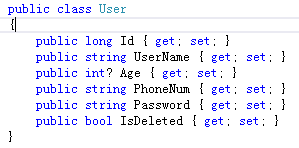 public class User
{
    public long Id { get; set; }
    public string UserName { get; set; }
    public int? Age { get; set; }
    public string PhoneNum { get; set; }
    public string Password { get; set; }
    public bool IsDeleted { get; set; }
}